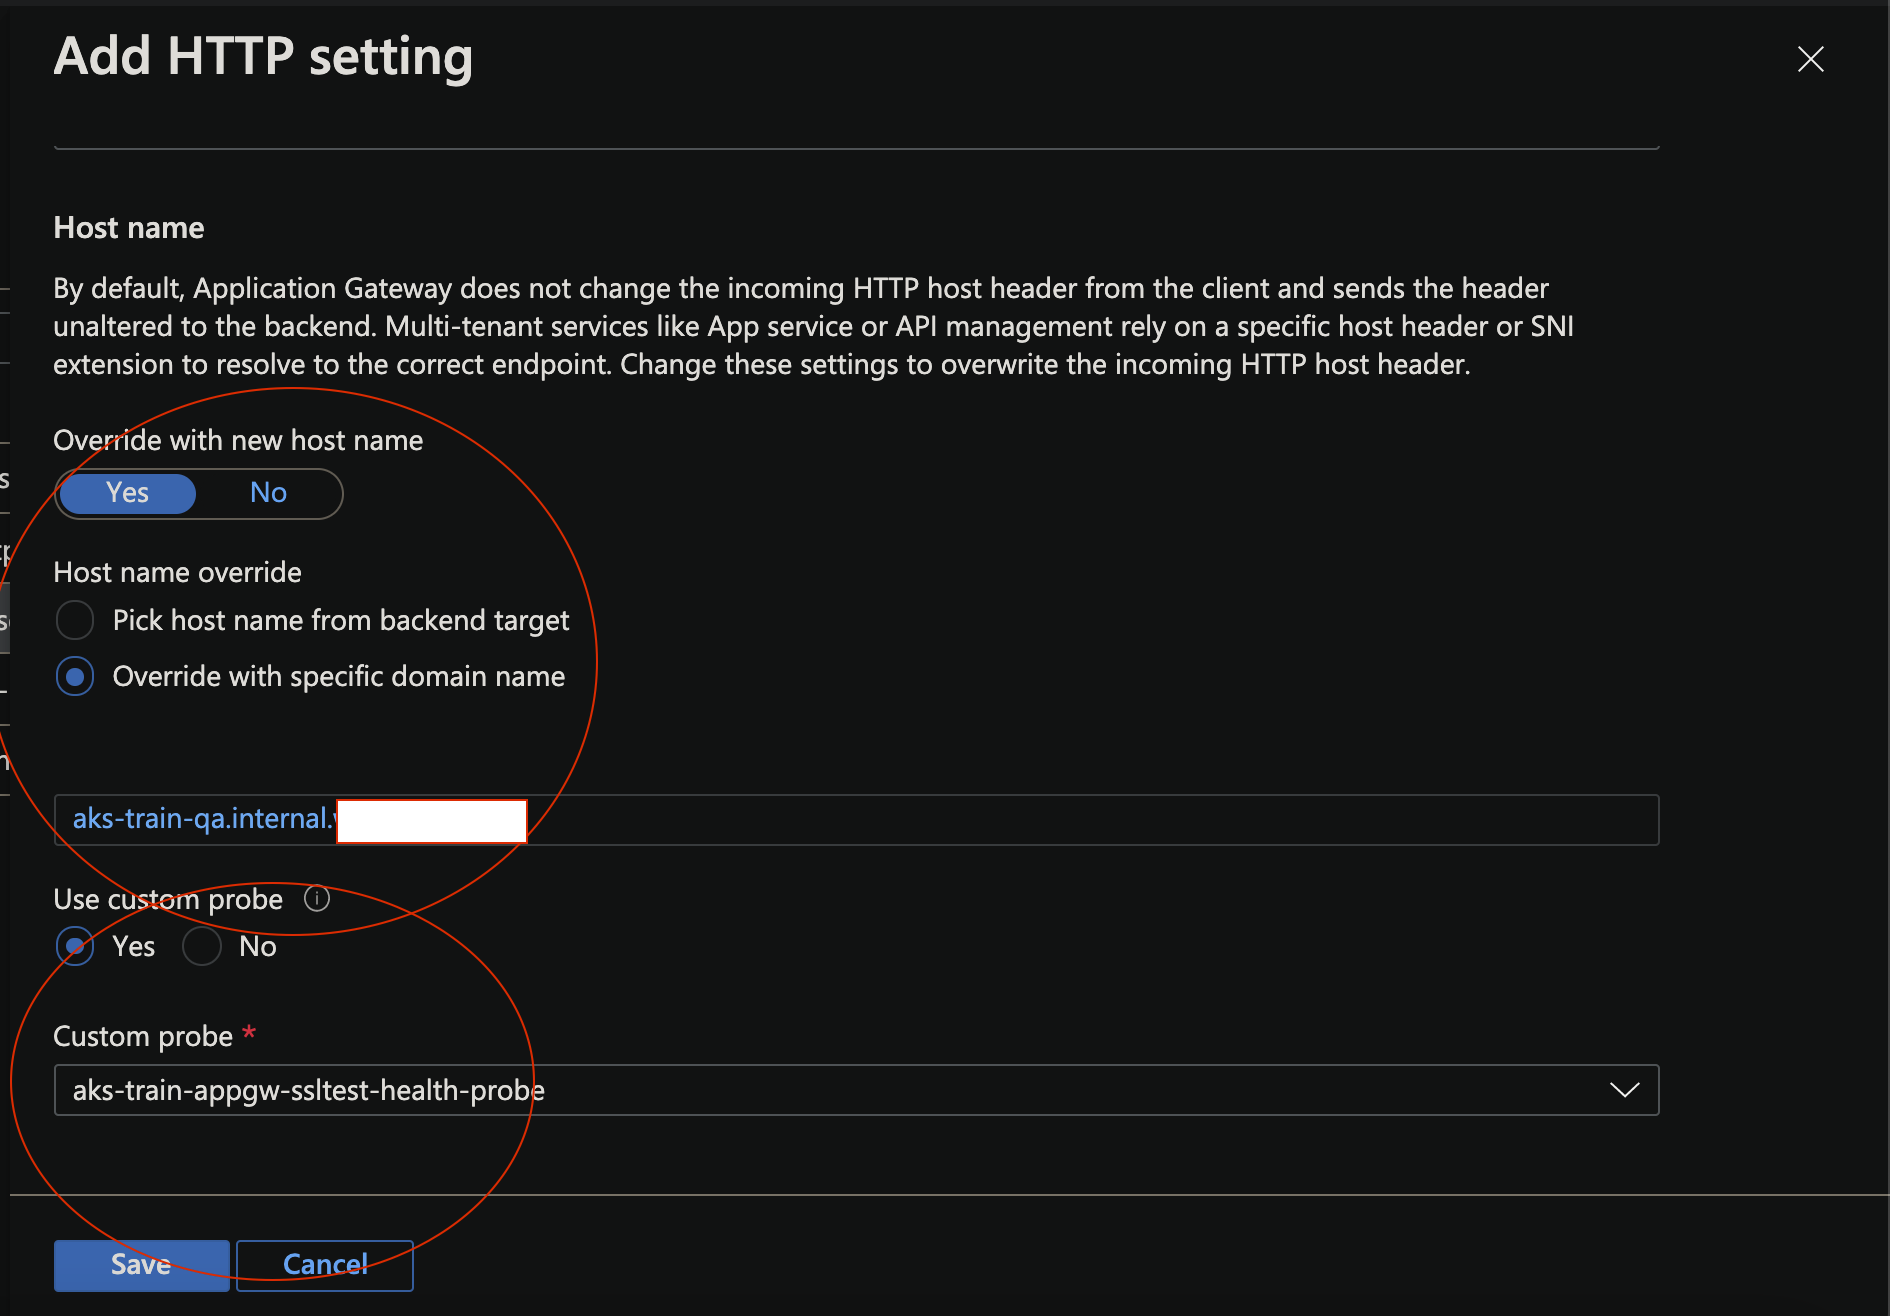 Add HTTP setting
Host name
By default, Application Gateway does not change the incoming HTTP host header from the client and sends the header
unaltered to the backend. Multi-tenant services like App service or API management rely on a specific host header or SNI
extension to resolve to the correct endpoint. Change these settings to overwrite the incoming HTTP host header.
Override with new host name
Yes No
Host name override
Pick host name from backend target
Override with specific domain name
aks-train-qa.internal.
Use custom probe
Yes No
Custom probe *
aks-train-appgw-ssltest-health-probe
Save Cancel